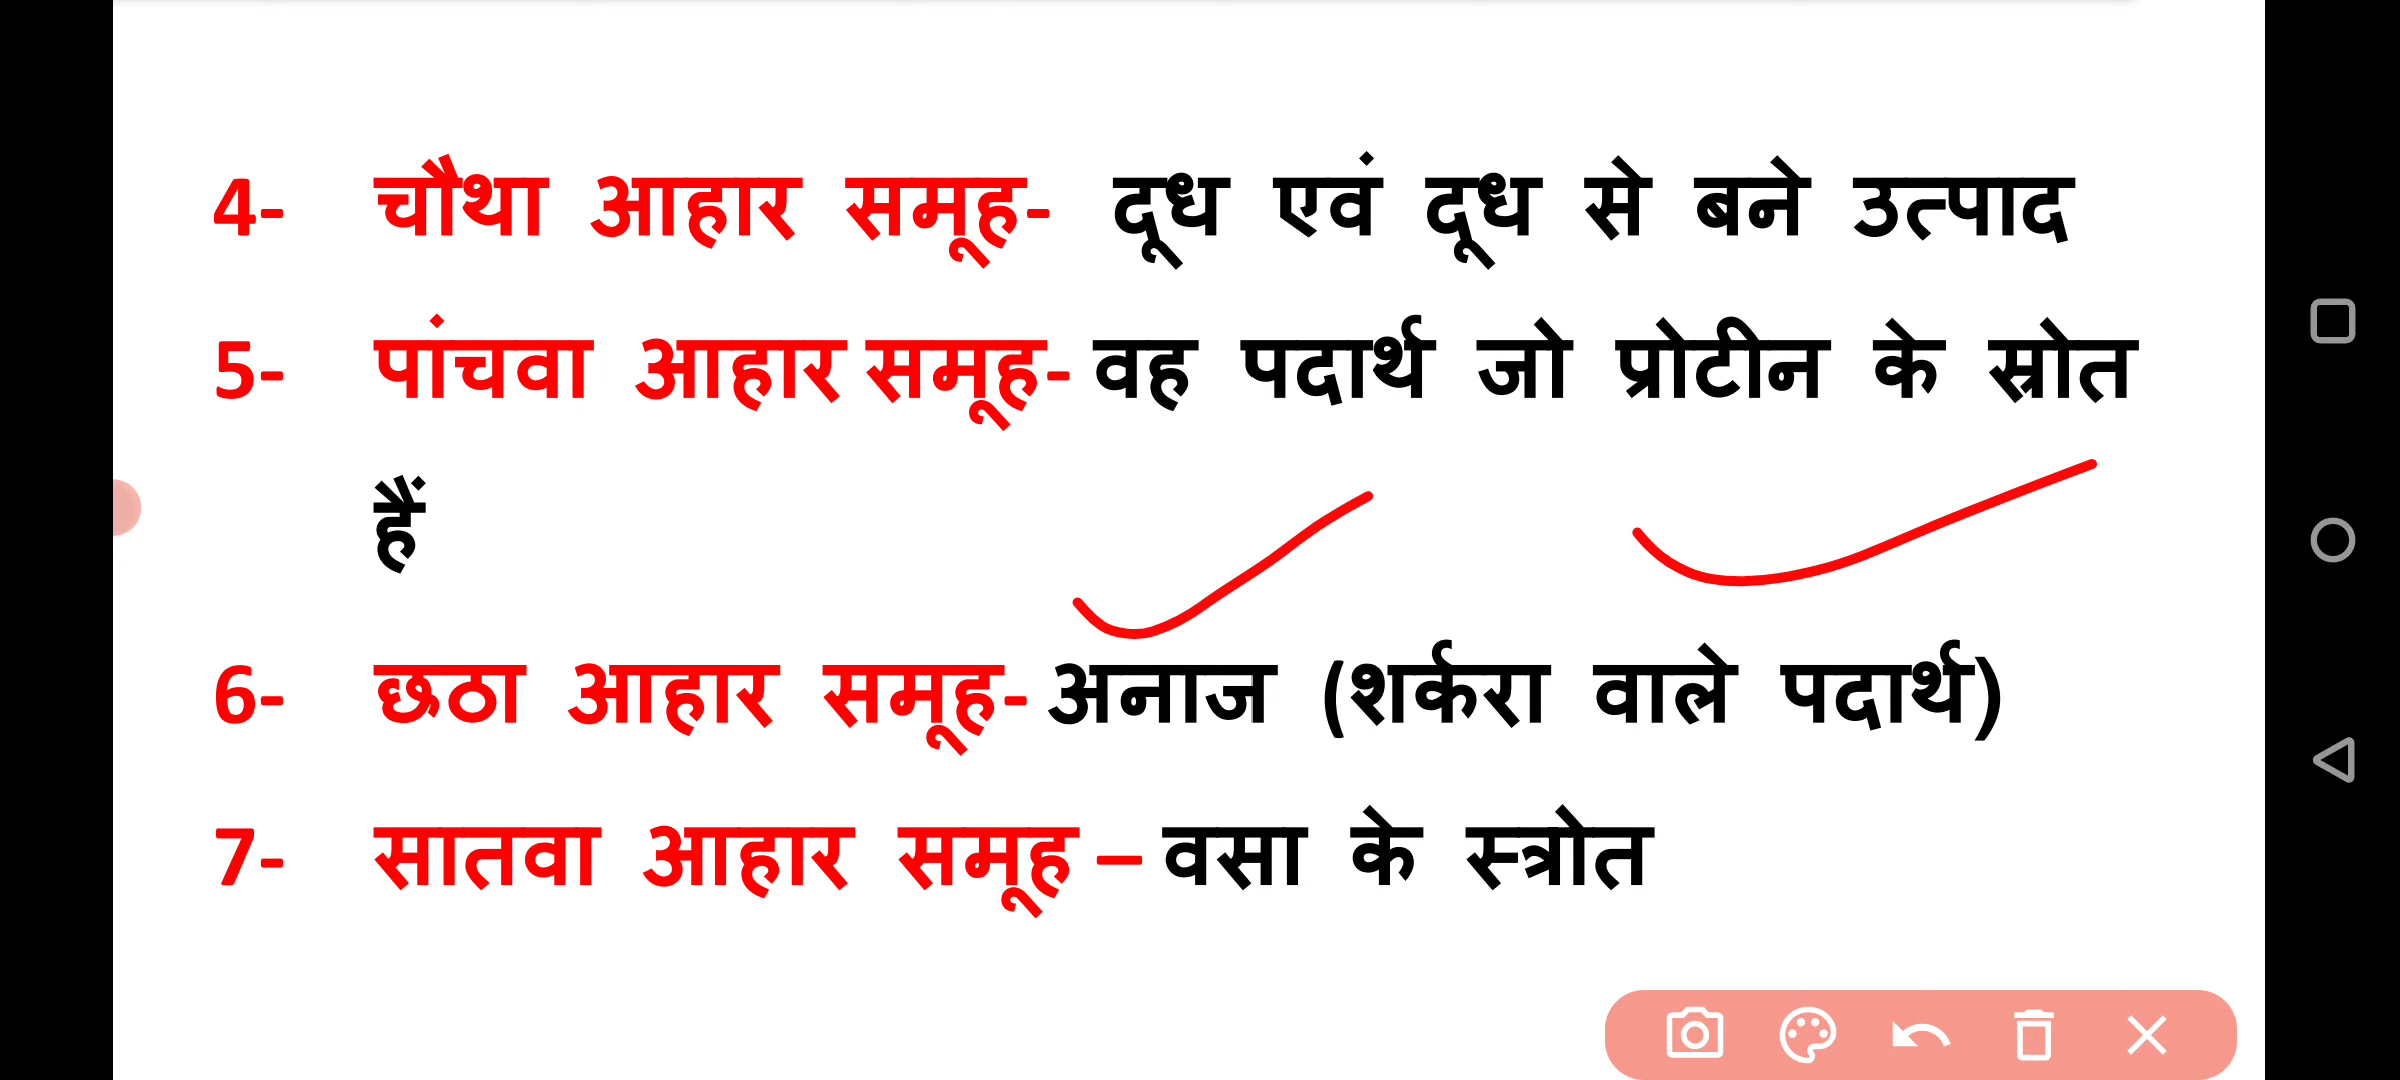 4- चौथा आहार समूह- दूध एवं दूध से बने उत्पाद
5- पांचवा आहार समूह- वह पदार्थ जो प्रोटीन के स्रोत
हैं
6- छठा आहार समूह- अनाज (शर्करा वाले पदार्थ)
7- सातवा आहार समूह – वसा के स्त्रोत